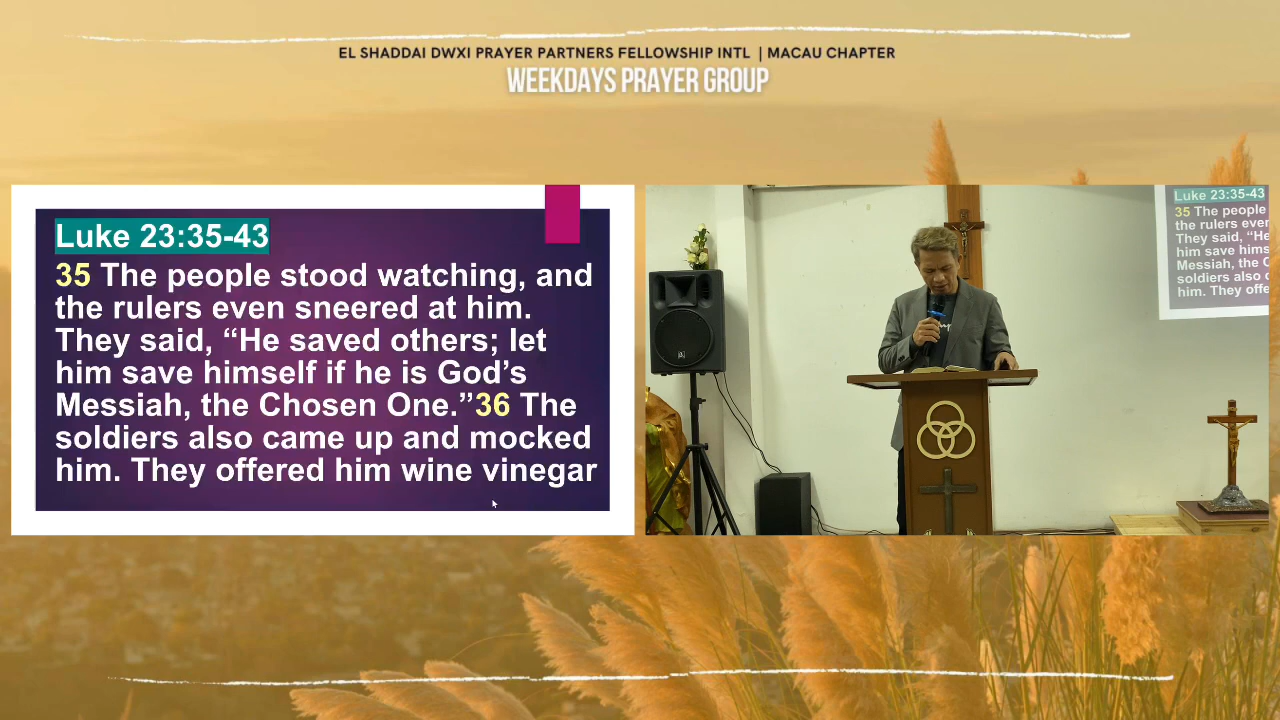 EL SHADDAI DWXI PRAYER PARTNERS FELLOWSHIP INTL | MACAU CHAPTER
WEEKDAYS PRAYER GROUP
Luke 23:35-43
35 The people stood watching, and
the rulers even sneered at him.
They said, “He saved others; let
him save himself if he is God’s
Messiah, the Chosen One.”36 The
soldiers also came up and mocked
him. They offered him wine vinegar
Luke 23:35-43
35 The people
the rulers ever
They said, “He
him save hims
Messiah, the C
soldiers also c
him. They offe